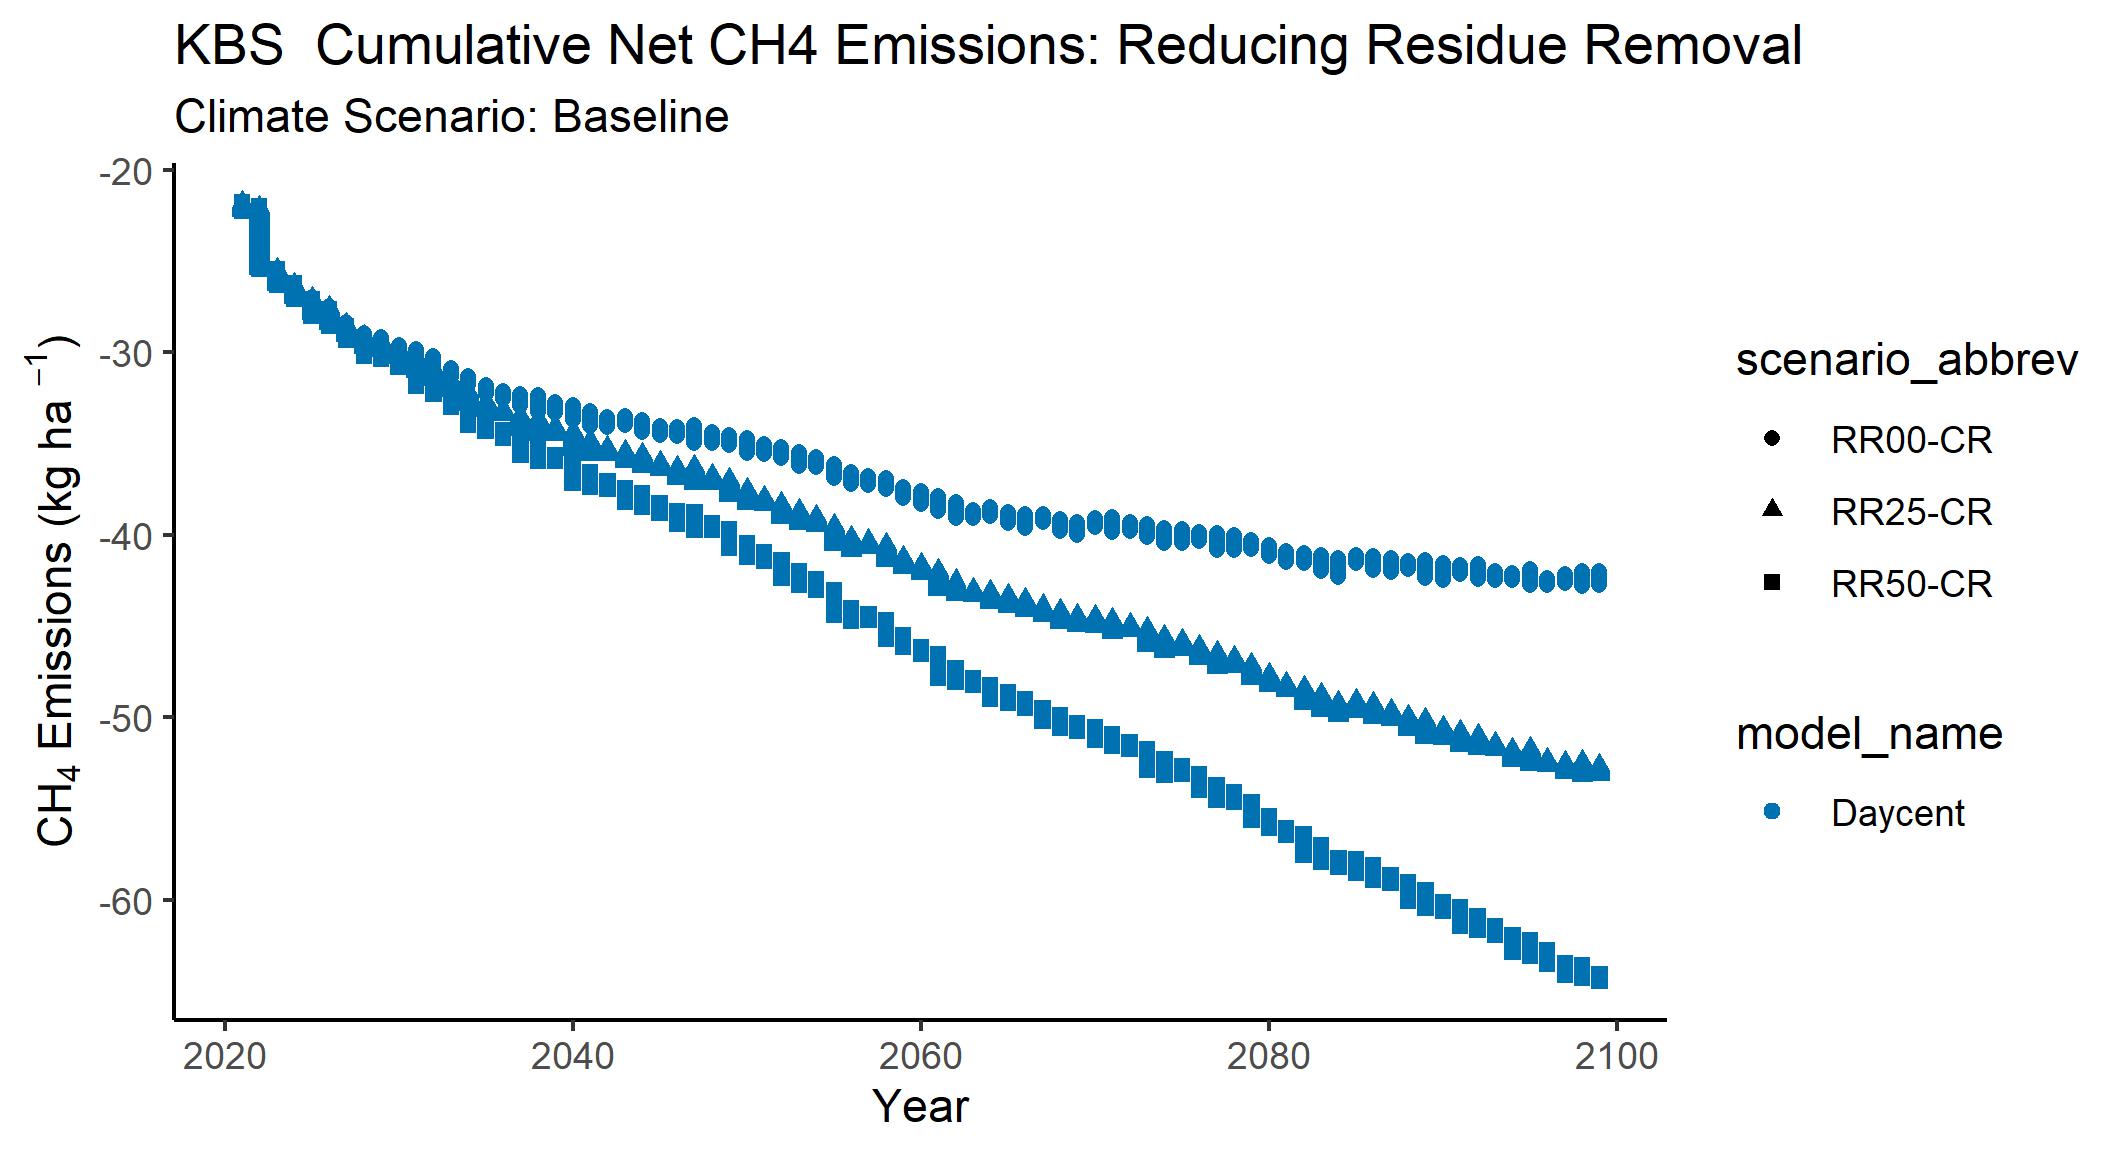 KBS  Cumulative Net CH4 Emissions: Reducing Residue Removal
Climate Scenario: Baseline
CH₄ Emissions (kg ha ⁻¹)
-20
-30
-40
-50
-60
2020 2040 2060 2080 2100
Year
scenario_abbrev
RR00-CR
RR25-CR
RR50-CR
model_name
Daycent